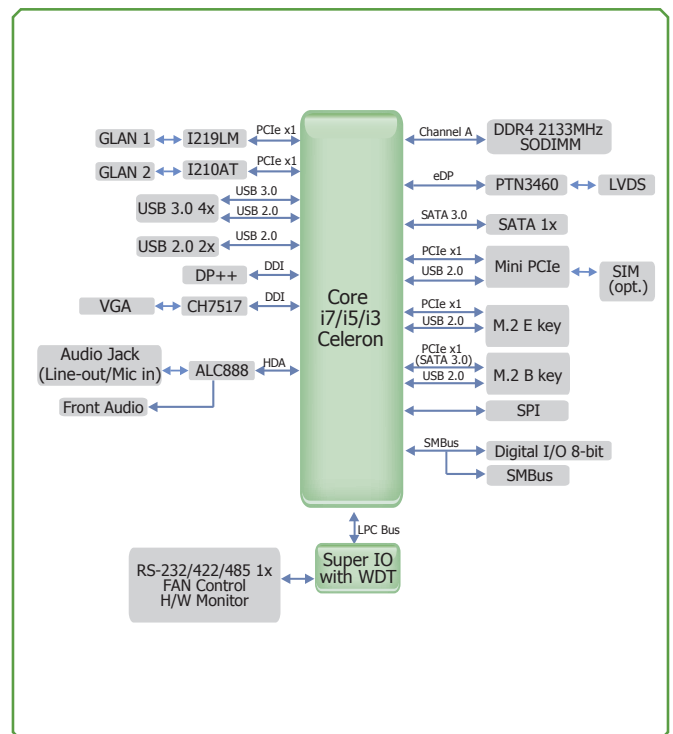 GLAN 1
I219LM
PCIe x1
GLAN 2
I210AT
PCIe x1
USB 3.0 4x
USB 3.0
USB 2.0
USB 2.0 2x
USB 2.0
DP++
DDI
VGA
CH7517
DDI
Audio Jack
(Line-out/Mic in)
ALC888
HDA
Front Audio
Core
i7/i5/i3
Celeron
Channel A
DDR4 2133MHz
SODIMM
eDP
PTN3460
LVDS
SATA 3.0
SATA 1x
PCIe x1
USB 2.0
Mini PCIe
SIM
(opt.)
PCIe x1
USB 2.0
M.2 E key
PCIe x1
(SATA 3.0)
USB 2.0
M.2 B key
SPI
SMBus
Digital I/O 8-bit
SMBus
LPC Bus
Super IO
with WDT
RS-232/422/485 1x
FAN Control
H/W Monitor